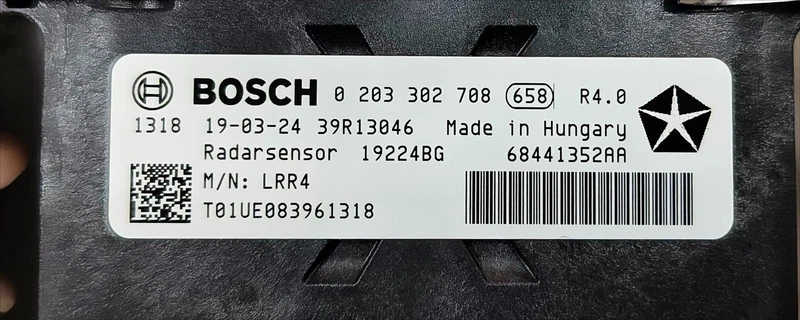 BOSCH 0 203 302 708 658 R4.0
1318 19-03-24 39R13046 Made in Hungary
Radarsensor 19224BG 68441352AA
M/N: LRR4
T01UE083961318